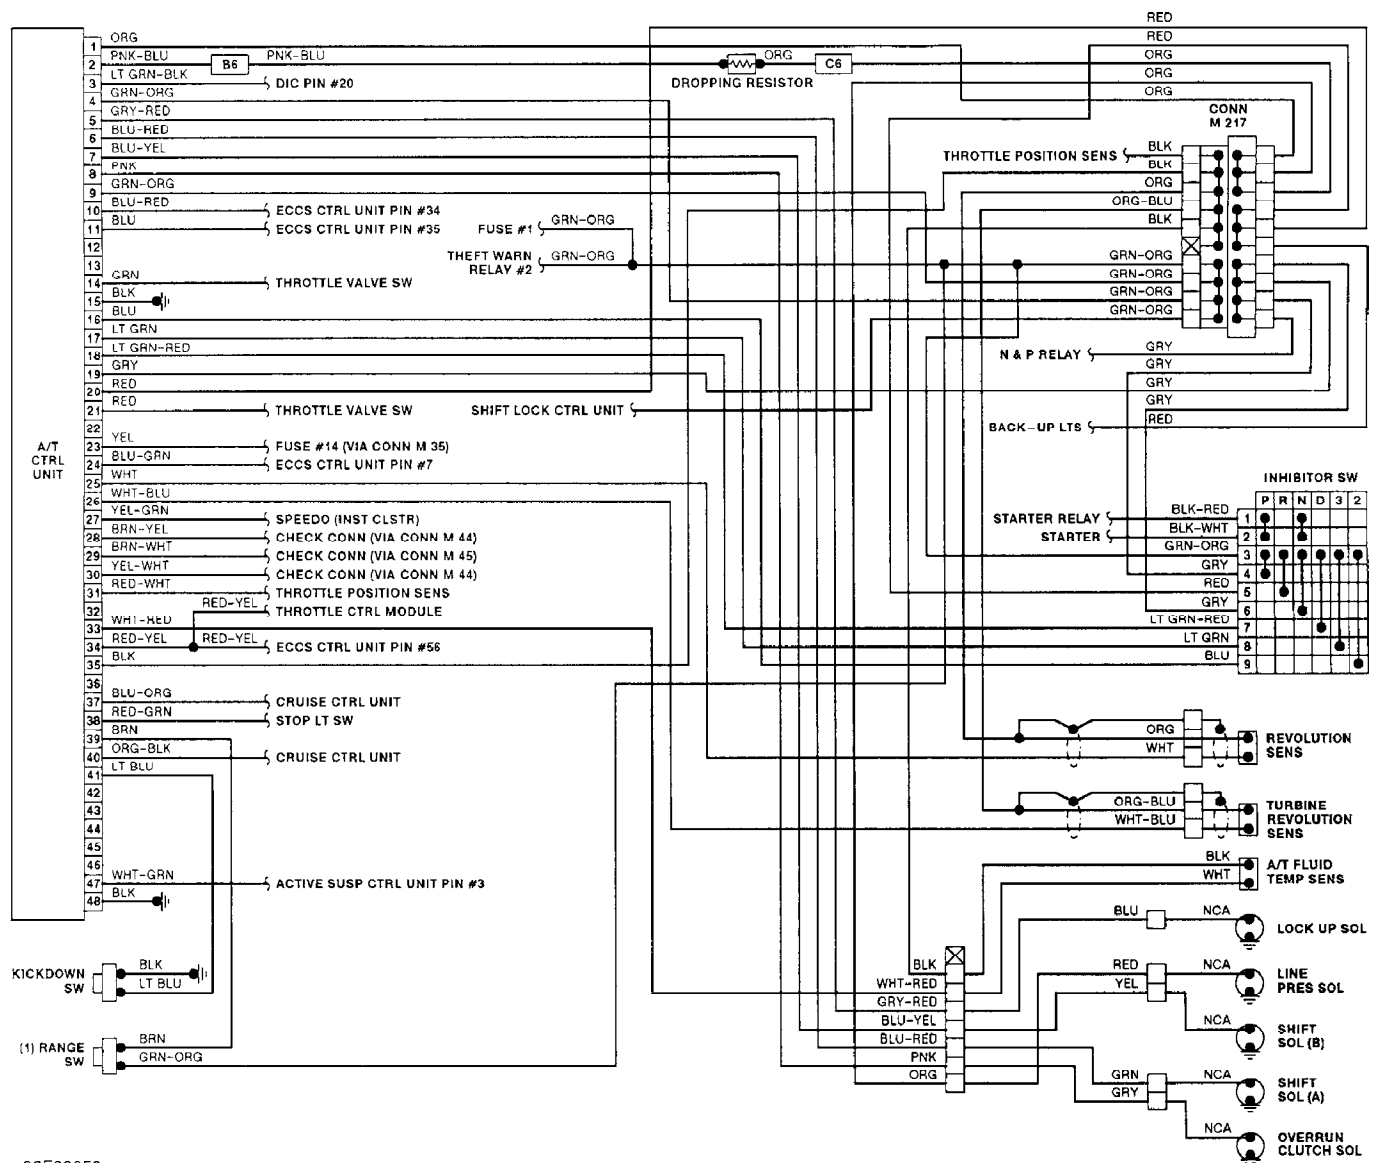 RED
RED
ORG
ORG
ORG
CONN
M 217
A/T
CTRL
UNIT
1 ORG
2 PNK-BLU B6 PNK-BLU DROPPING RESISTOR ORG C6
3 LT GRN-BLK DIC PIN #20
4 GRN-ORG
5 GRY-RED
6 BLU-RED
7 BLU-YEL
8 PNK
9 GRN-ORG
10 BLU-RED ECCS CTRL UNIT PIN #34
11 BLU ECCS CTRL UNIT PIN #35
12
13
14 GRN THROTTLE VALVE SW
15 BLK
16 BLU
17 LT GRN
18 LT GRN-RED
19 GRY
20 RED
21 RED THROTTLE VALVE SW
22
23 YEL FUSE #14 (VIA CONN M 35)
24 BLU-GRN ECCS CTRL UNIT PIN #7
25 WHT
26 WHT-BLU
27 YEL-GRN SPEEDO (INST CLSTR)
28 BRN-YEL CHECK CONN (VIA CONN M 44)
29 BRN-WHT CHECK CONN (VIA CONN M 45)
30 YEL-WHT CHECK CONN (VIA CONN M 44)
31 RED-WHT THROTTLE POSITION SENS
32 RED-YEL THROTTLE CTRL MODULE
33 WHT-RED
34 RED-YEL RED-YEL ECCS CTRL UNIT PIN #56
35 BLK
36
37 BLU-ORG CRUISE CTRL UNIT
38 RED-GRN STOP LT SW
39 BRN
40 ORG-BLK CRUISE CTRL UNIT
41 LT BLU
42
43
44
45
46
47 WHT-GRN ACTIVE SUSP CTRL UNIT PIN #3
48 BLK
KICKDOWN
SW
BLK
LT BLU
(1) RANGE
SW
BRN
GRN-ORG
FUSE #1 GRN-ORG
THEFT WARN
RELAY #2
GRN-ORG
THROTTLE POSITION SENS BLK
BLK
ORG
ORG-BLU
BLK
GRN-ORG
GRN-ORG
GRN-ORG
GRN-ORG
N & P RELAY GRY
GRY
GRY
SHIFT LOCK CTRL UNIT
GRY
BACK-UP LTS RED
INHIBITOR SW
P R N D 3 2
STARTER RELAY BLK-RED 1
STARTER BLK-WHT 2
GRN-ORG 3
GRY 4
RED 5
GRY 6
LT GRN-RED 7
LT GRN 8
BLU 9
ORG
WHT
REVOLUTION
SENS
ORG-BLU
WHT-BLU
TURBINE
REVOLUTION
SENS
BLK
WHT
A/T FLUID
TEMP SENS
BLU NCA LOCK UP SOL
BLK
WHT-RED
GRY-RED
BLU-YEL
BLU-RED
PNK
ORG
RED NCA
YEL
LINE
PRES SOL
NCA
SHIFT
SOL (B)
GRN NCA
GRY
SHIFT
SOL (A)
NCA
OVERRUN
CLUTCH SOL